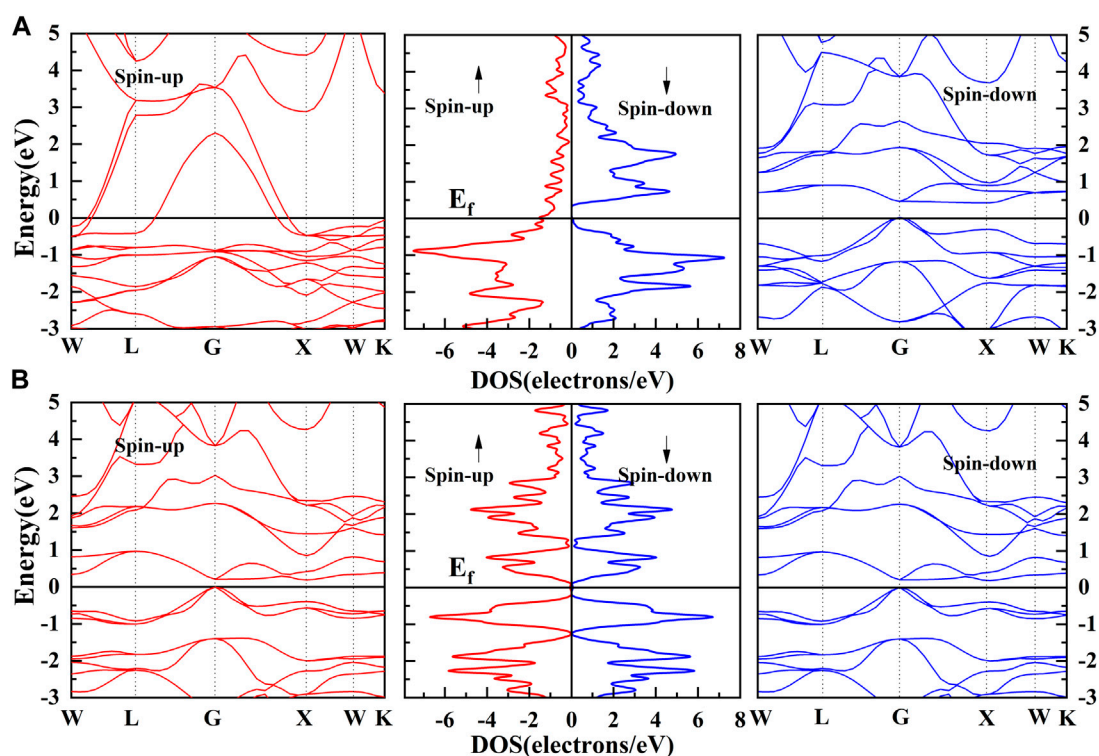 A
Energy(eV)
5
4
3
2
1
0
-1
-2
-3
Spin-up
W L G X W K
Spin-up
Spin-down
E_f
-6 -4 -2 0 2 4 6 8
DOS(electrons/eV)
Spin-down
W L G X W K
5
4
3
2
1
0
-1
-2
-3
B
Energy(eV)
5
4
3
2
1
0
-1
-2
-3
Spin-up
W L G X W K
Spin-up
Spin-down
E_f
-6 -4 -2 0 2 4 6 8
DOS(electrons/eV)
Spin-down
W L G X W K
5
4
3
2
1
0
-1
-2
-3